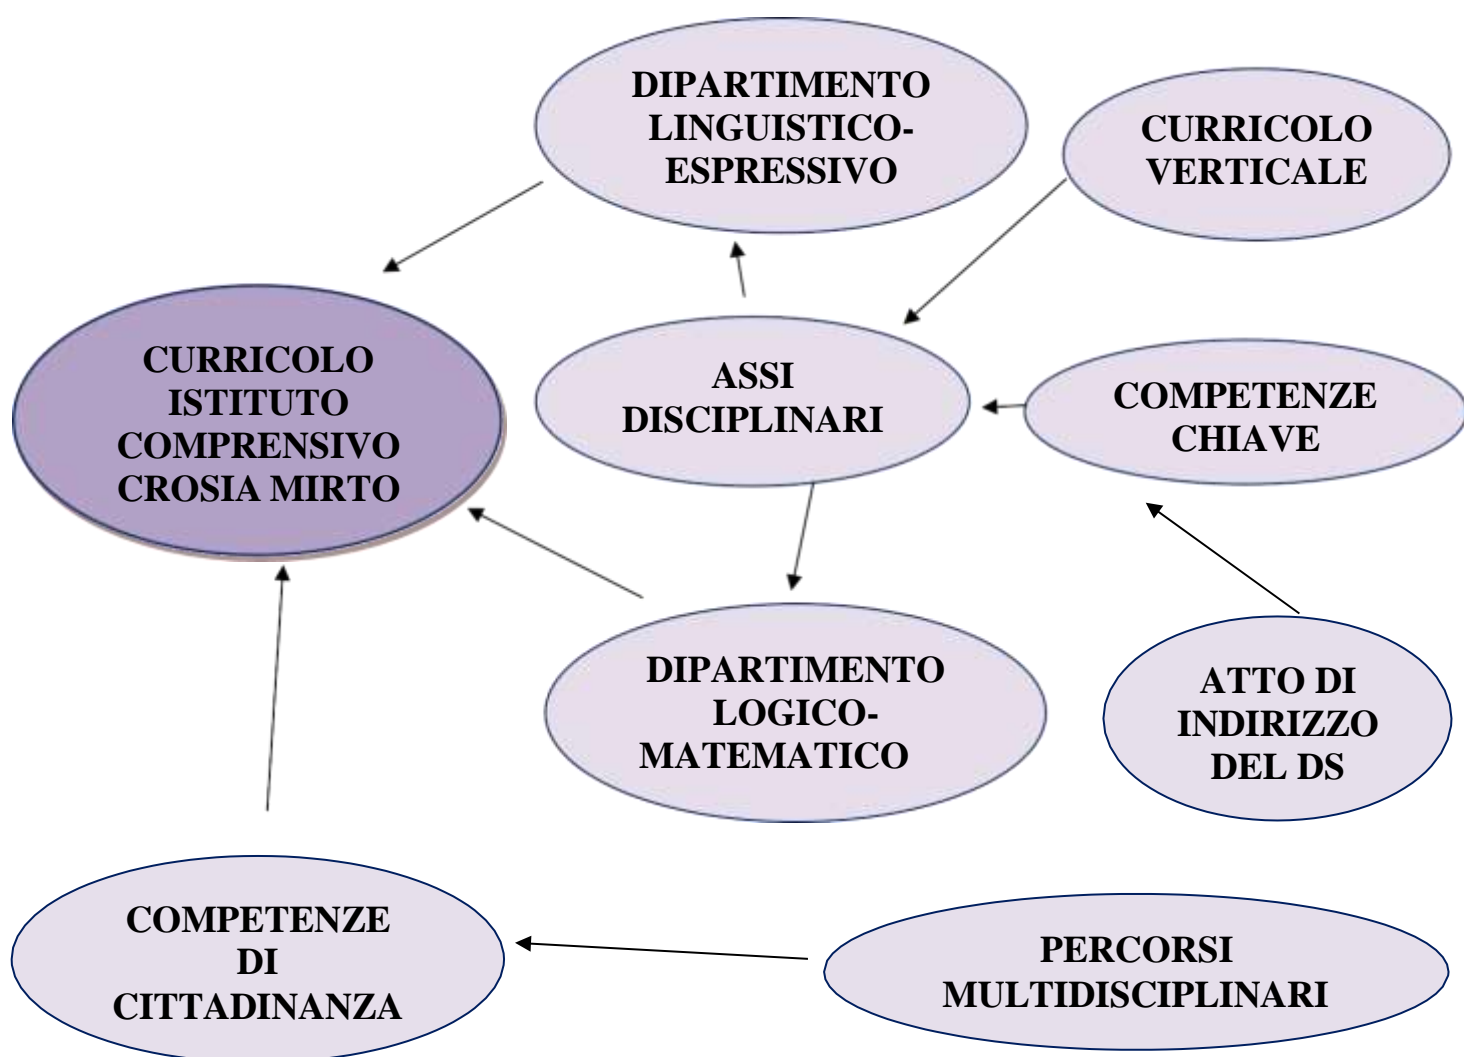 DIPARTIMENTO
LINGUISTICO-
ESPRESSIVO
CURRICOLO
VERTICALE
CURRICOLO
ISTITUTO
COMPRENSIVO
CROSIA MIRTO
ASSI
DISCIPLINARI
COMPETENZE
CHIAVE
DIPARTIMENTO
LOGICO-
MATEMATICO
ATTO DI
INDIRIZZO
DEL DS
COMPETENZE
DI
CITTADINANZA
PERCORSI
MULTIDISCIPLINARI